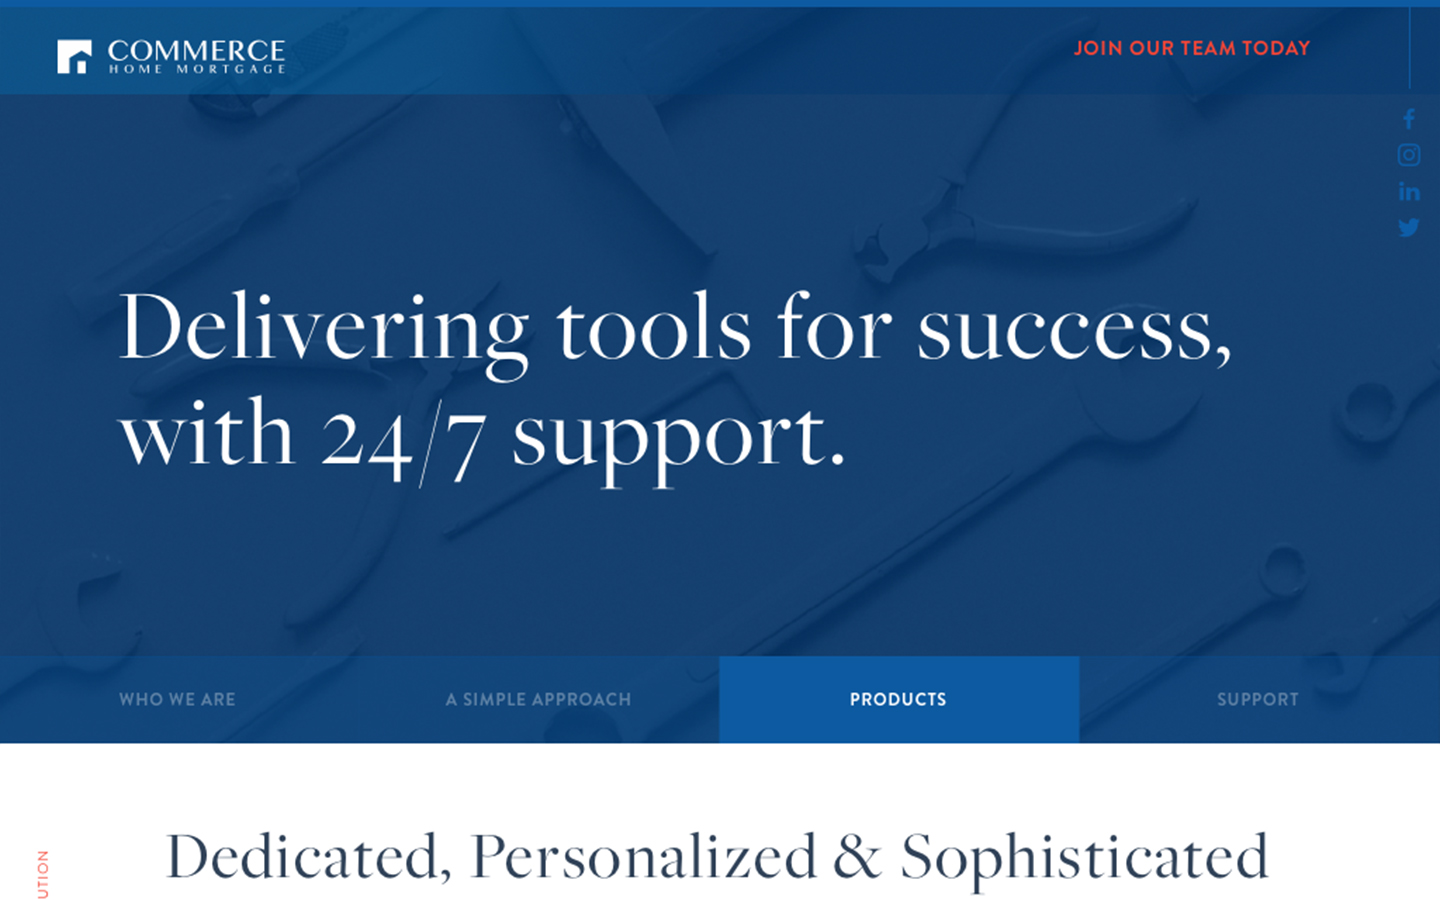 COMMERCE
HOME MORTGAGE
JOIN OUR TEAM TODAY
Delivering tools for success,
with 24/7 support.
WHO WE ARE
A SIMPLE APPROACH
PRODUCTS
SUPPORT
Dedicated, Personalized & Sophisticated
UTION